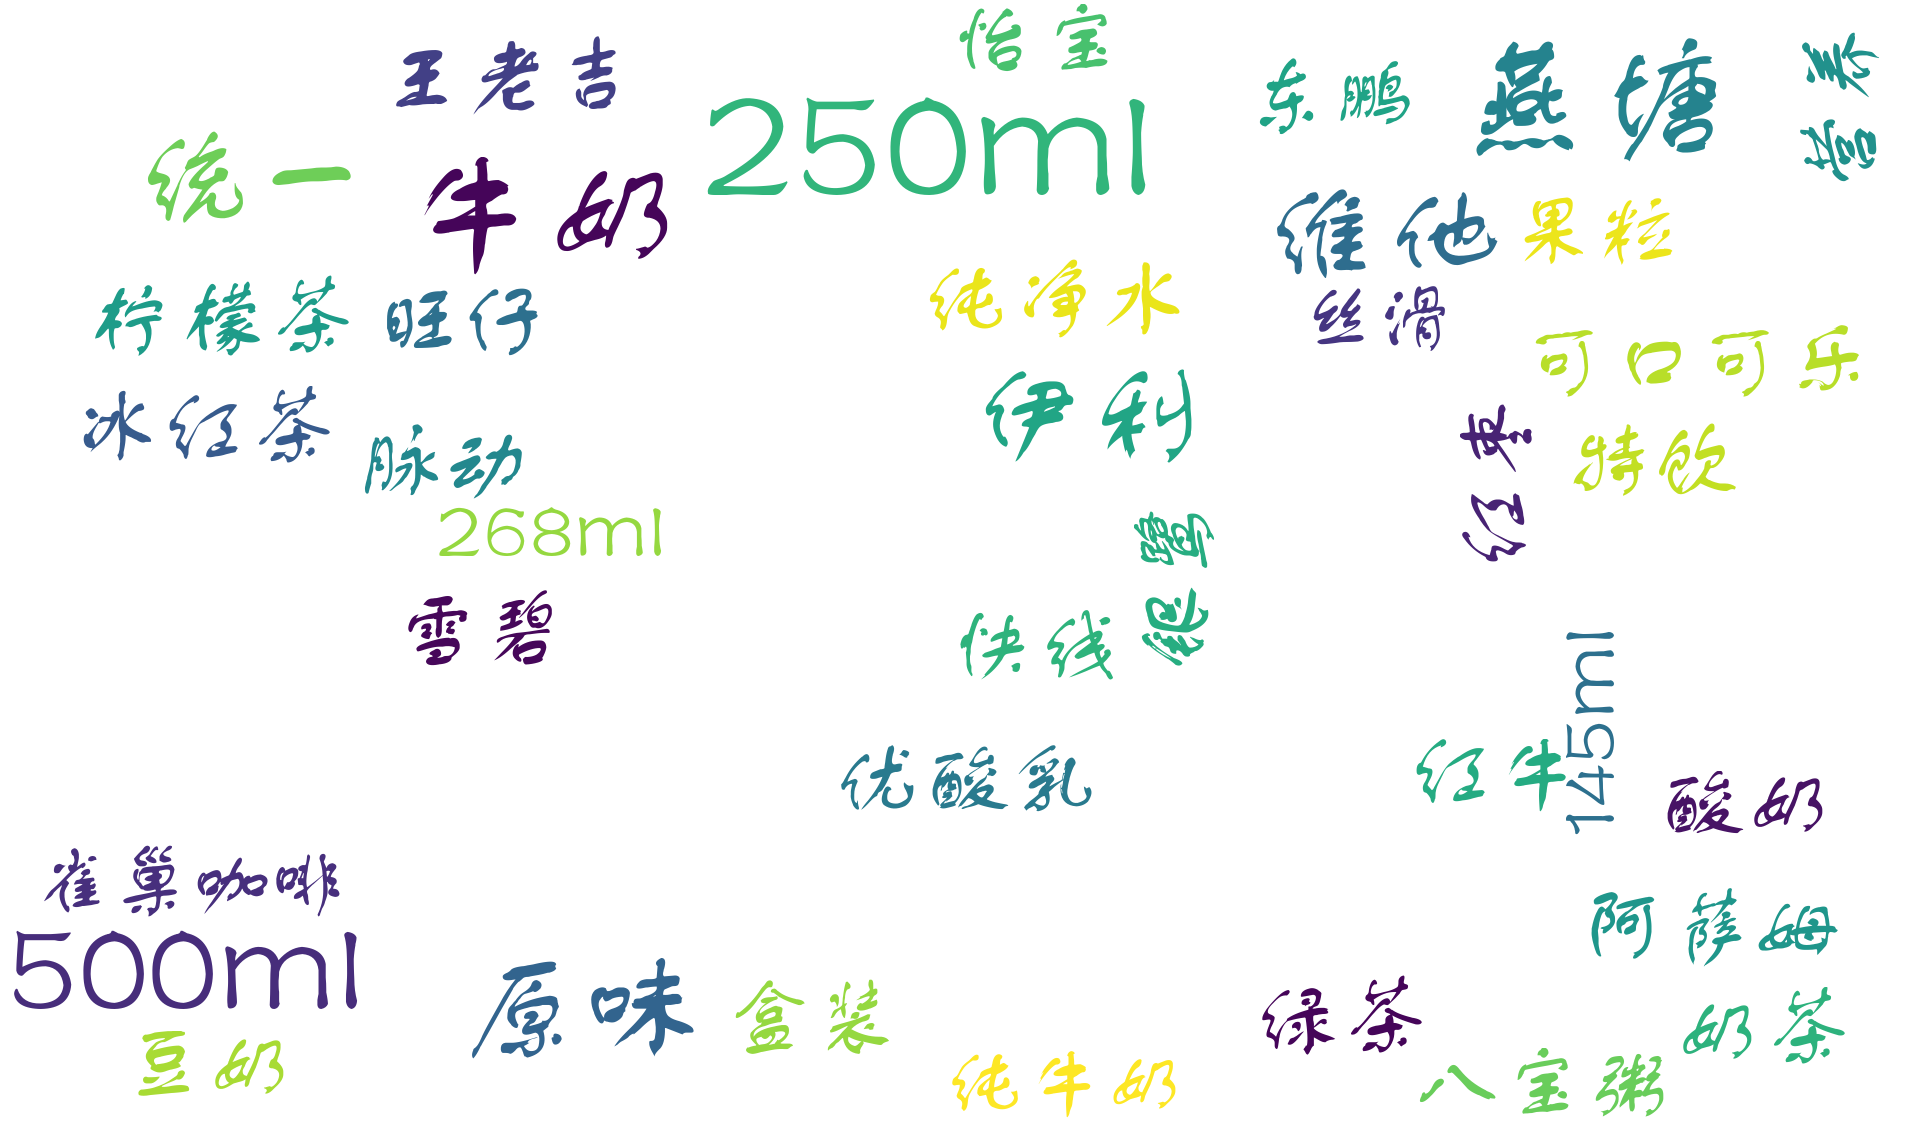 怡宝
王老吉
东鹏
燕塘
营养
250ml
统一
牛奶
维他
果粒
纯净水
柠檬茶
旺仔
丝滑
可口可乐
伊利
冰红茶
脉动
红枣
特饮
268ml
雪碧
快线
145ml
优酸乳
红牛
酸奶
雀巢咖啡
阿萨姆
500ml
原味
盒装
绿茶
奶茶
豆奶
纯牛奶
八宝粥